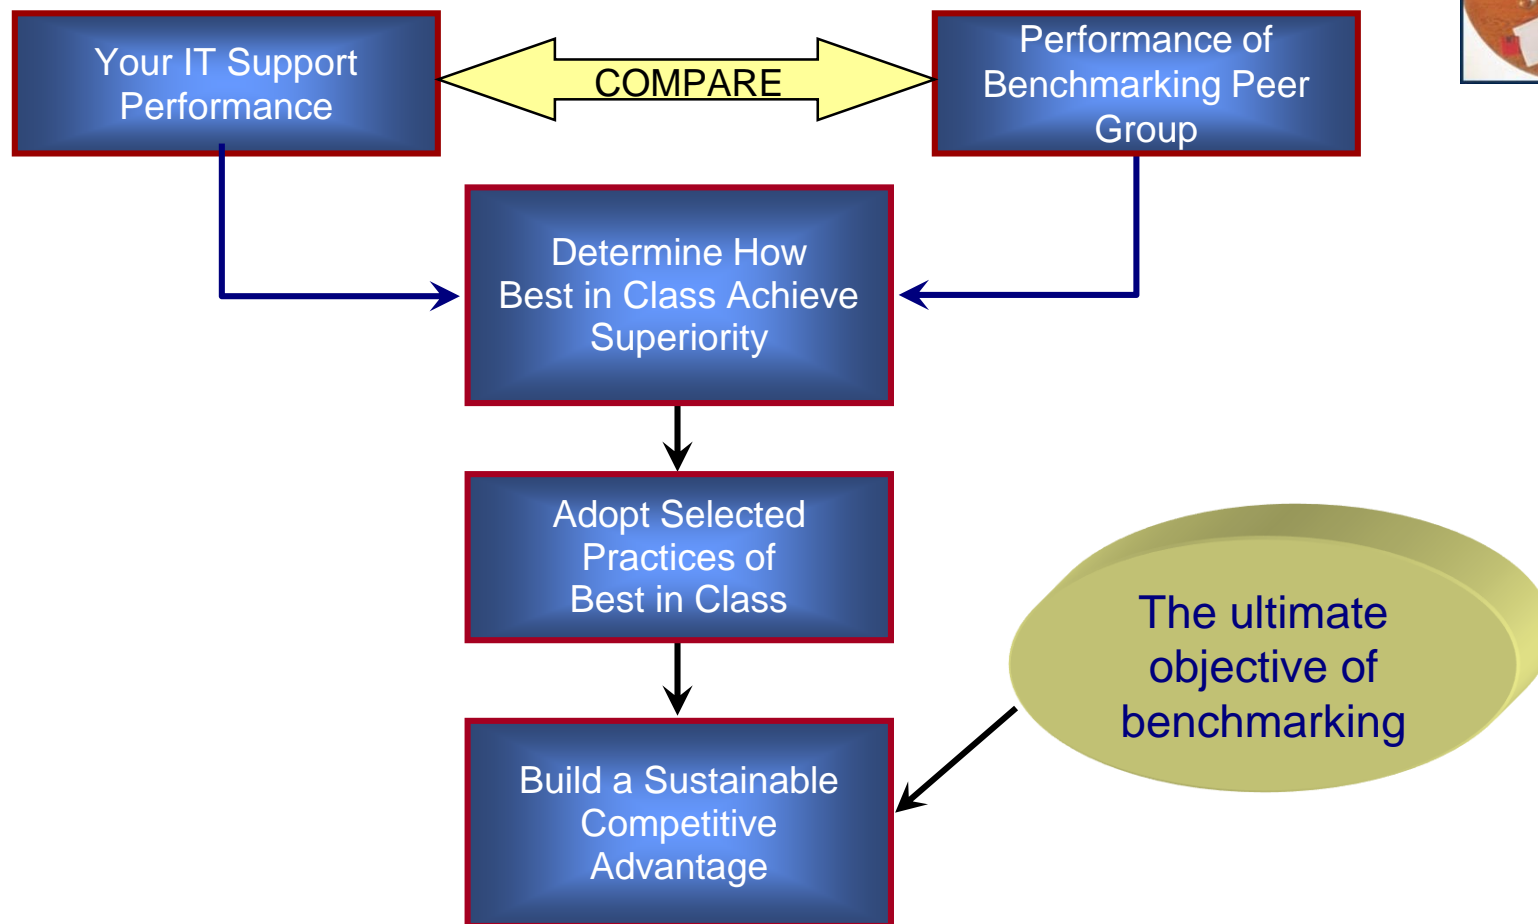 Your IT Support
Performance
COMPARE
Performance of
Benchmarking Peer
Group
Determine How
Best in Class Achieve
Superiority
Adopt Selected
Practices of
Best in Class
The ultimate
objective of
benchmarking
Build a Sustainable
Competitive
Advantage